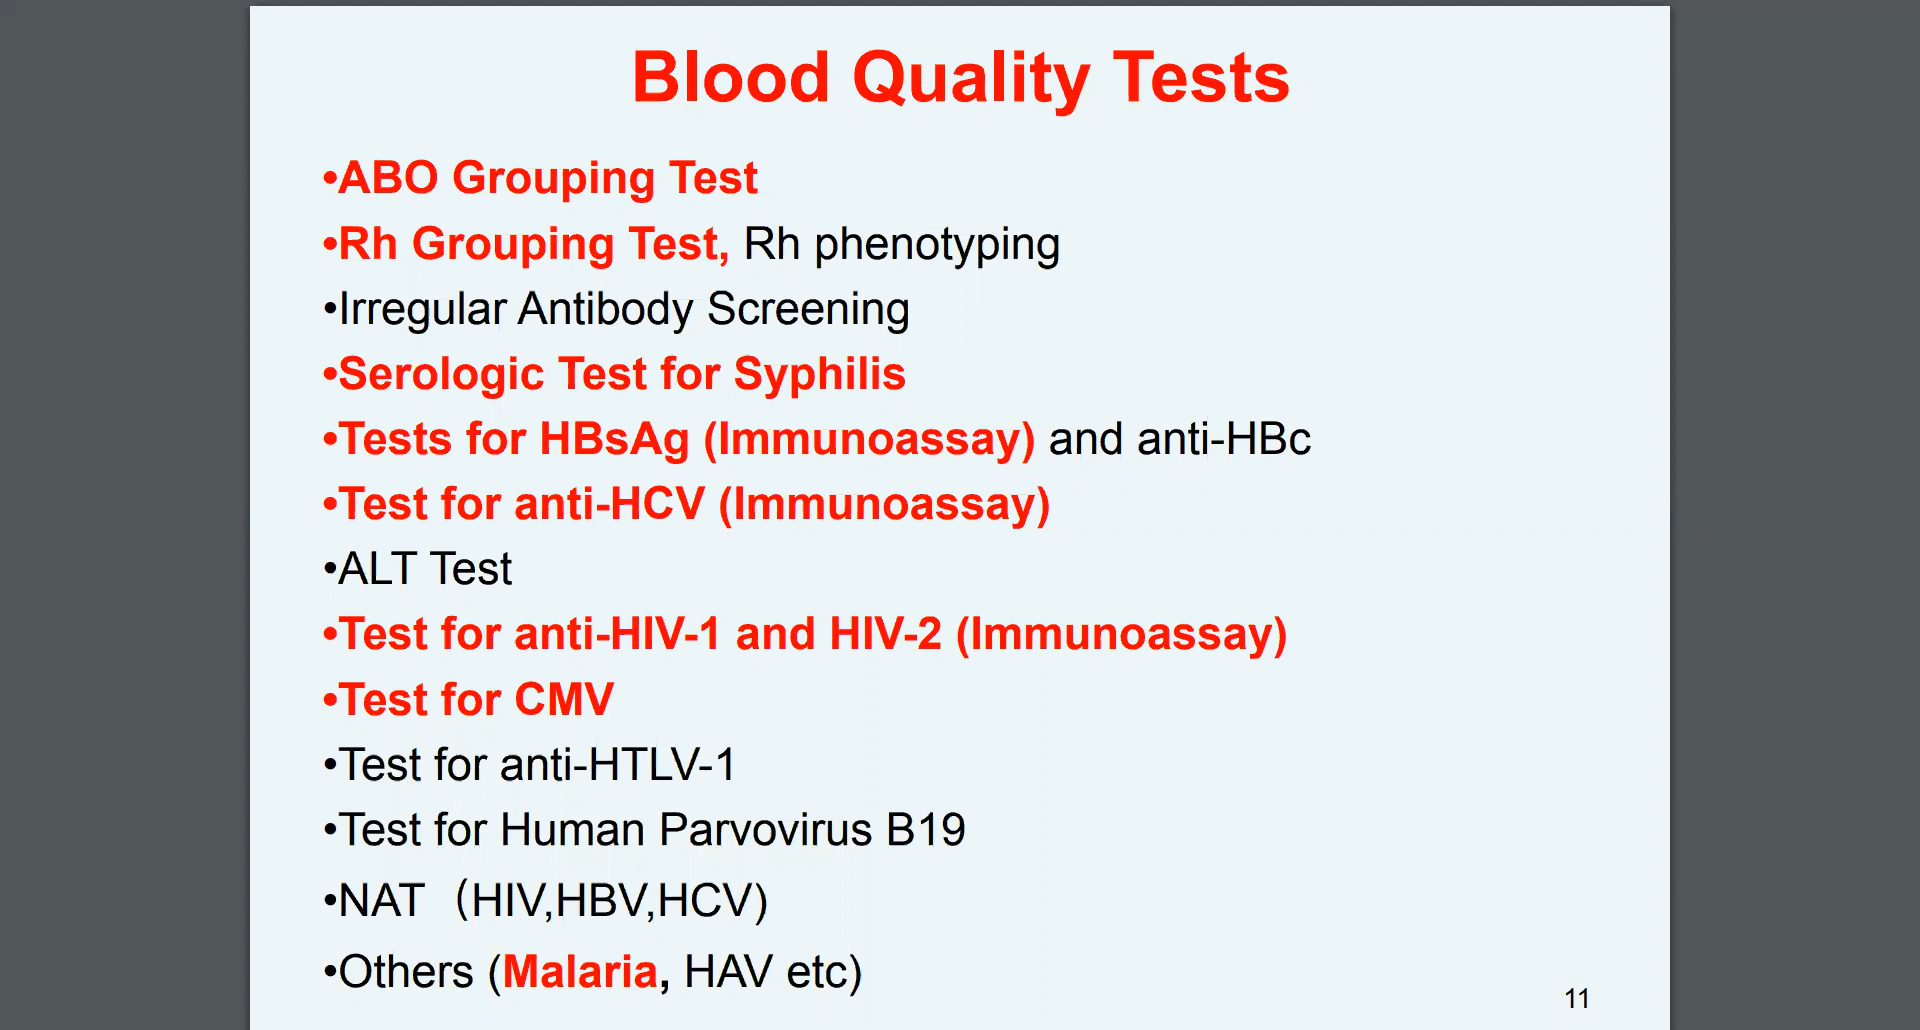 Blood Quality Tests
•ABO Grouping Test
•Rh Grouping Test, Rh phenotyping
•Irregular Antibody Screening
•Serologic Test for Syphilis
•Tests for HBsAg (Immunoassay) and anti-HBc
•Test for anti-HCV (Immunoassay)
•ALT Test
•Test for anti-HIV-1 and HIV-2 (Immunoassay)
•Test for CMV
•Test for anti-HTLV-1
•Test for Human Parvovirus B19
•NAT（HIV,HBV,HCV)
•Others (Malaria, HAV etc)
11